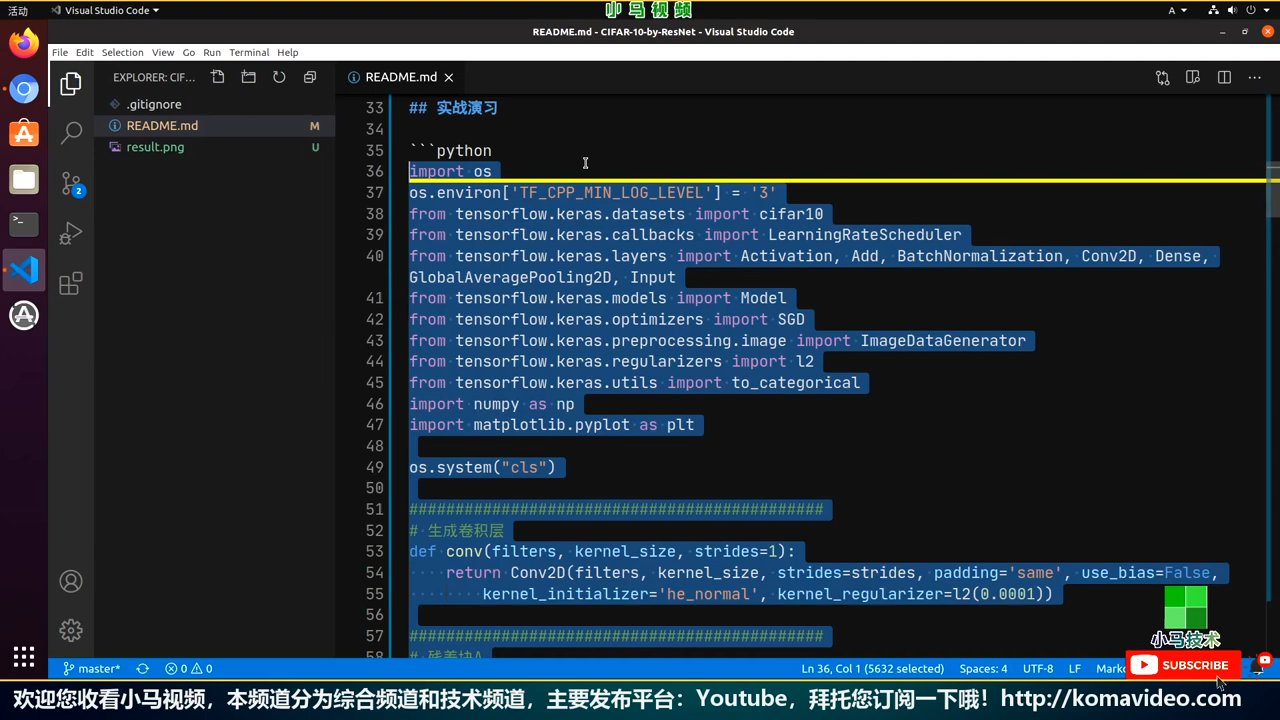 小马视频
活动
Visual Studio Code
A
README.md - CIFAR-10-by-ResNet - Visual Studio Code
File Edit Selection View Go Run Terminal Help
EXPLORER: CIF...
README.md
.gitignore
README.md M
result.png U
2
33 ## 实战演习
34
35 ```python
36 import os
37 os.environ['TF_CPP_MIN_LOG_LEVEL'] = '3'
38 from tensorflow.keras.datasets import cifar10
39 from tensorflow.keras.callbacks import LearningRateScheduler
40 from tensorflow.keras.layers import Activation, Add, BatchNormalization, Conv2D, Dense,
GlobalAveragePooling2D, Input
41 from tensorflow.keras.models import Model
42 from tensorflow.keras.optimizers import SGD
43 from tensorflow.keras.preprocessing.image import ImageDataGenerator
44 from tensorflow.keras.regularizers import l2
45 from tensorflow.keras.utils import to_categorical
46 import numpy as np
47 import matplotlib.pyplot as plt
48
49 os.system("cls")
50
51 #############################################
52 # 生成卷积层
53 def conv(filters, kernel_size, strides=1):
54 return Conv2D(filters, kernel_size, strides=strides, padding='same', use_bias=False,
55 kernel_initializer='he_normal', kernel_regularizer=l2(0.0001))
56
57 #############################################
58 # 残差块A
小马技术
SUBSCRIBE
master* 0 0 Ln 36, Col 1 (5632 selected) Spaces: 4 UTF-8 LF
欢迎您收看小马视频，本频道分为综合频道和技术频道，主要发布平台：Youtube，拜托您订阅一下哦！http://komavideo.com